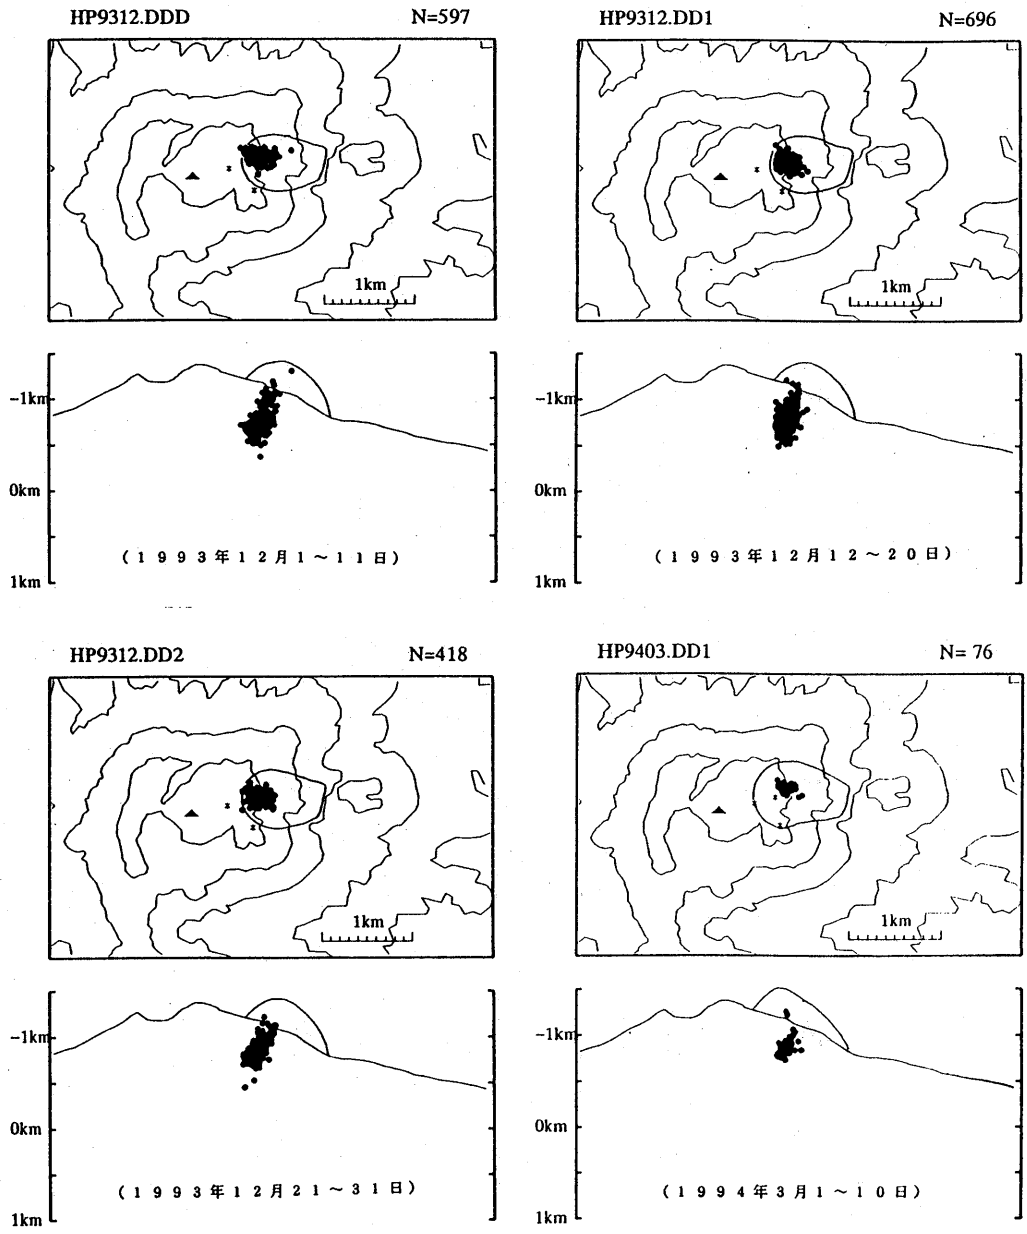 HP9312.DDD N=597
1km
-1km
0km
1km
(1993年12月1~11日)
HP9312.DD1 N=696
1km
-1km
0km
1km
(1993年12月12~20日)
HP9312.DD2 N=418
1km
-1km
0km
1km
(1993年12月21~31日)
HP9403.DD1 N= 76
1km
-1km
0km
1km
(1994年3月1~10日)